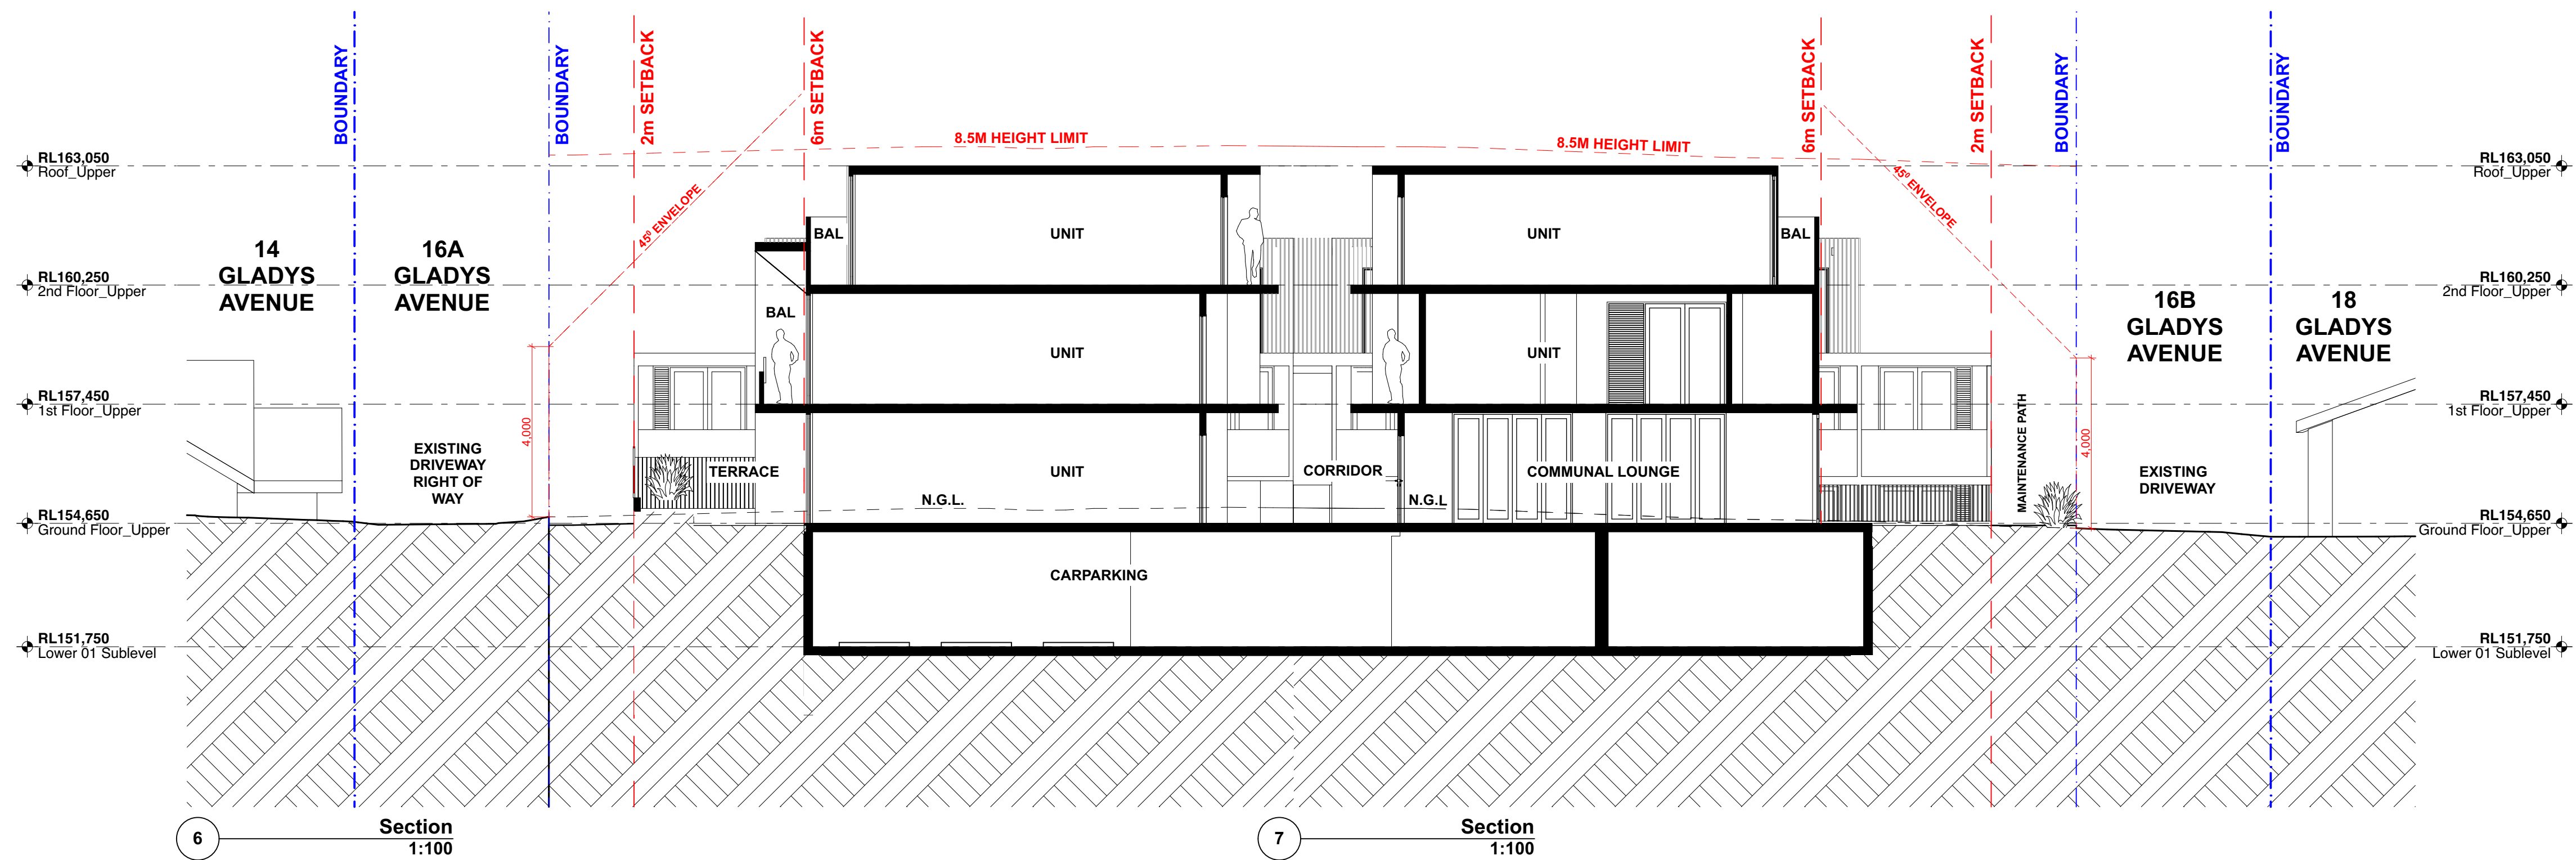 BOUNDARY
BOUNDARY
2m SETBACK
6m SETBACK
6m SETBACK
2m SETBACK
BOUNDARY
BOUNDARY
8.5M HEIGHT LIMIT
8.5M HEIGHT LIMIT
RL163,050
Roof_Upper
RL163,050
Roof_Upper
45⁰ ENVELOPE
45⁰ ENVELOPE
14
GLADYS
AVENUE
16A
GLADYS
AVENUE
BAL
UNIT
UNIT
BAL
RL160,250
2nd Floor_Upper
RL160,250
2nd Floor_Upper
16B
GLADYS
AVENUE
18
GLADYS
AVENUE
BAL
UNIT
UNIT
RL157,450
1st Floor_Upper
RL157,450
1st Floor_Upper
4,000
4,000
EXISTING
DRIVEWAY
RIGHT OF
WAY
TERRACE
UNIT
CORRIDOR
COMMUNAL LOUNGE
MAINTENANCE PATH
EXISTING
DRIVEWAY
N.G.L.
N.G.L
RL154,650
Ground Floor_Upper
RL154,650
Ground Floor_Upper
CARPARKING
RL151,750
Lower 01 Sublevel
RL151,750
Lower 01 Sublevel
6
Section
1:100
7
Section
1:100